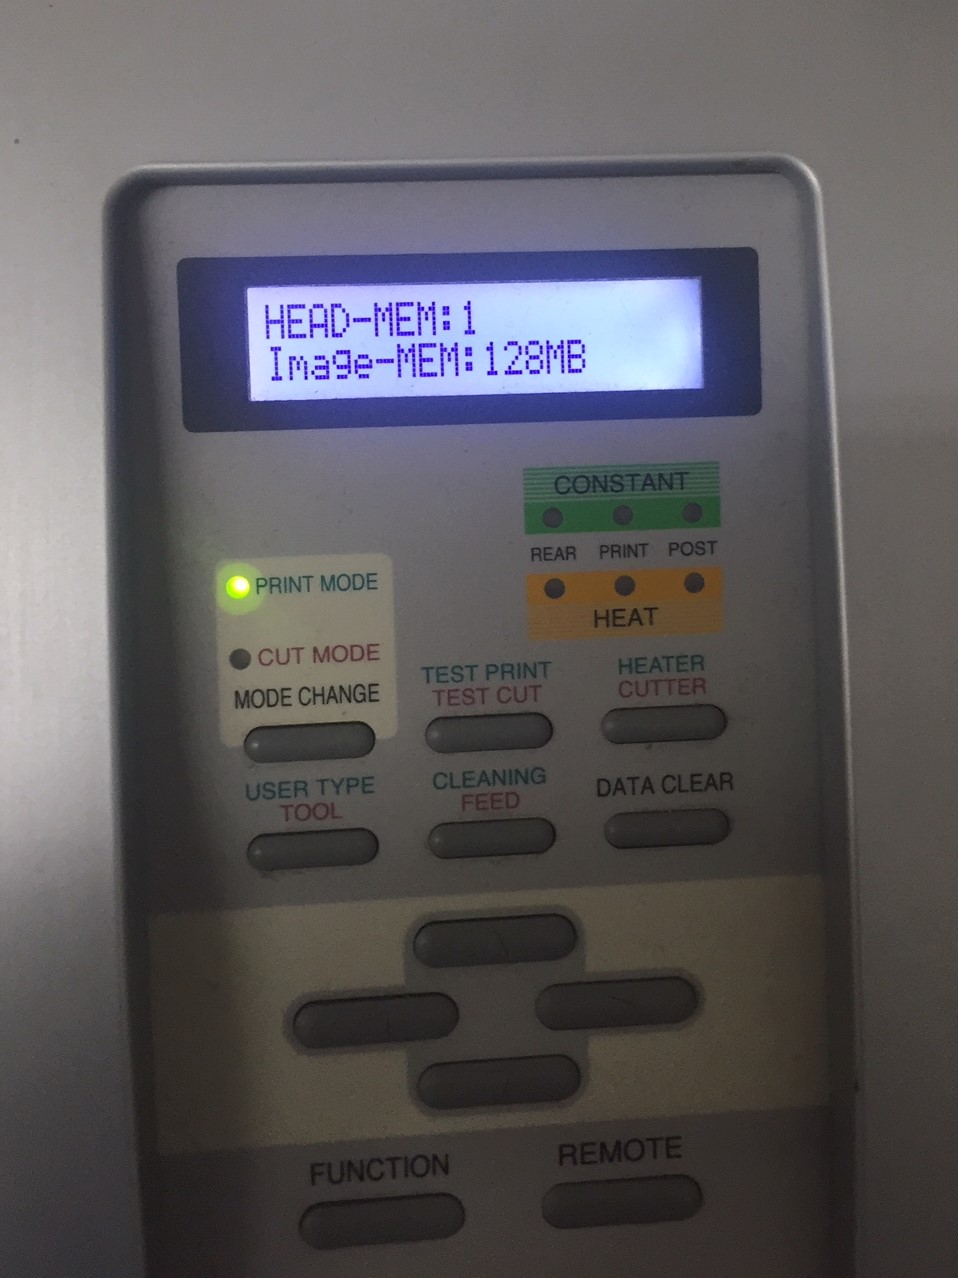 HEAD-MEM:1
Image-MEM:128MB
CONSTANT
REAR PRINT POST
HEAT
PRINT MODE
CUT MODE
MODE CHANGE
TEST PRINT
TEST CUT
HEATER
CUTTER
USER TYPE
TOOL
CLEANING
FEED
DATA CLEAR
FUNCTION
REMOTE